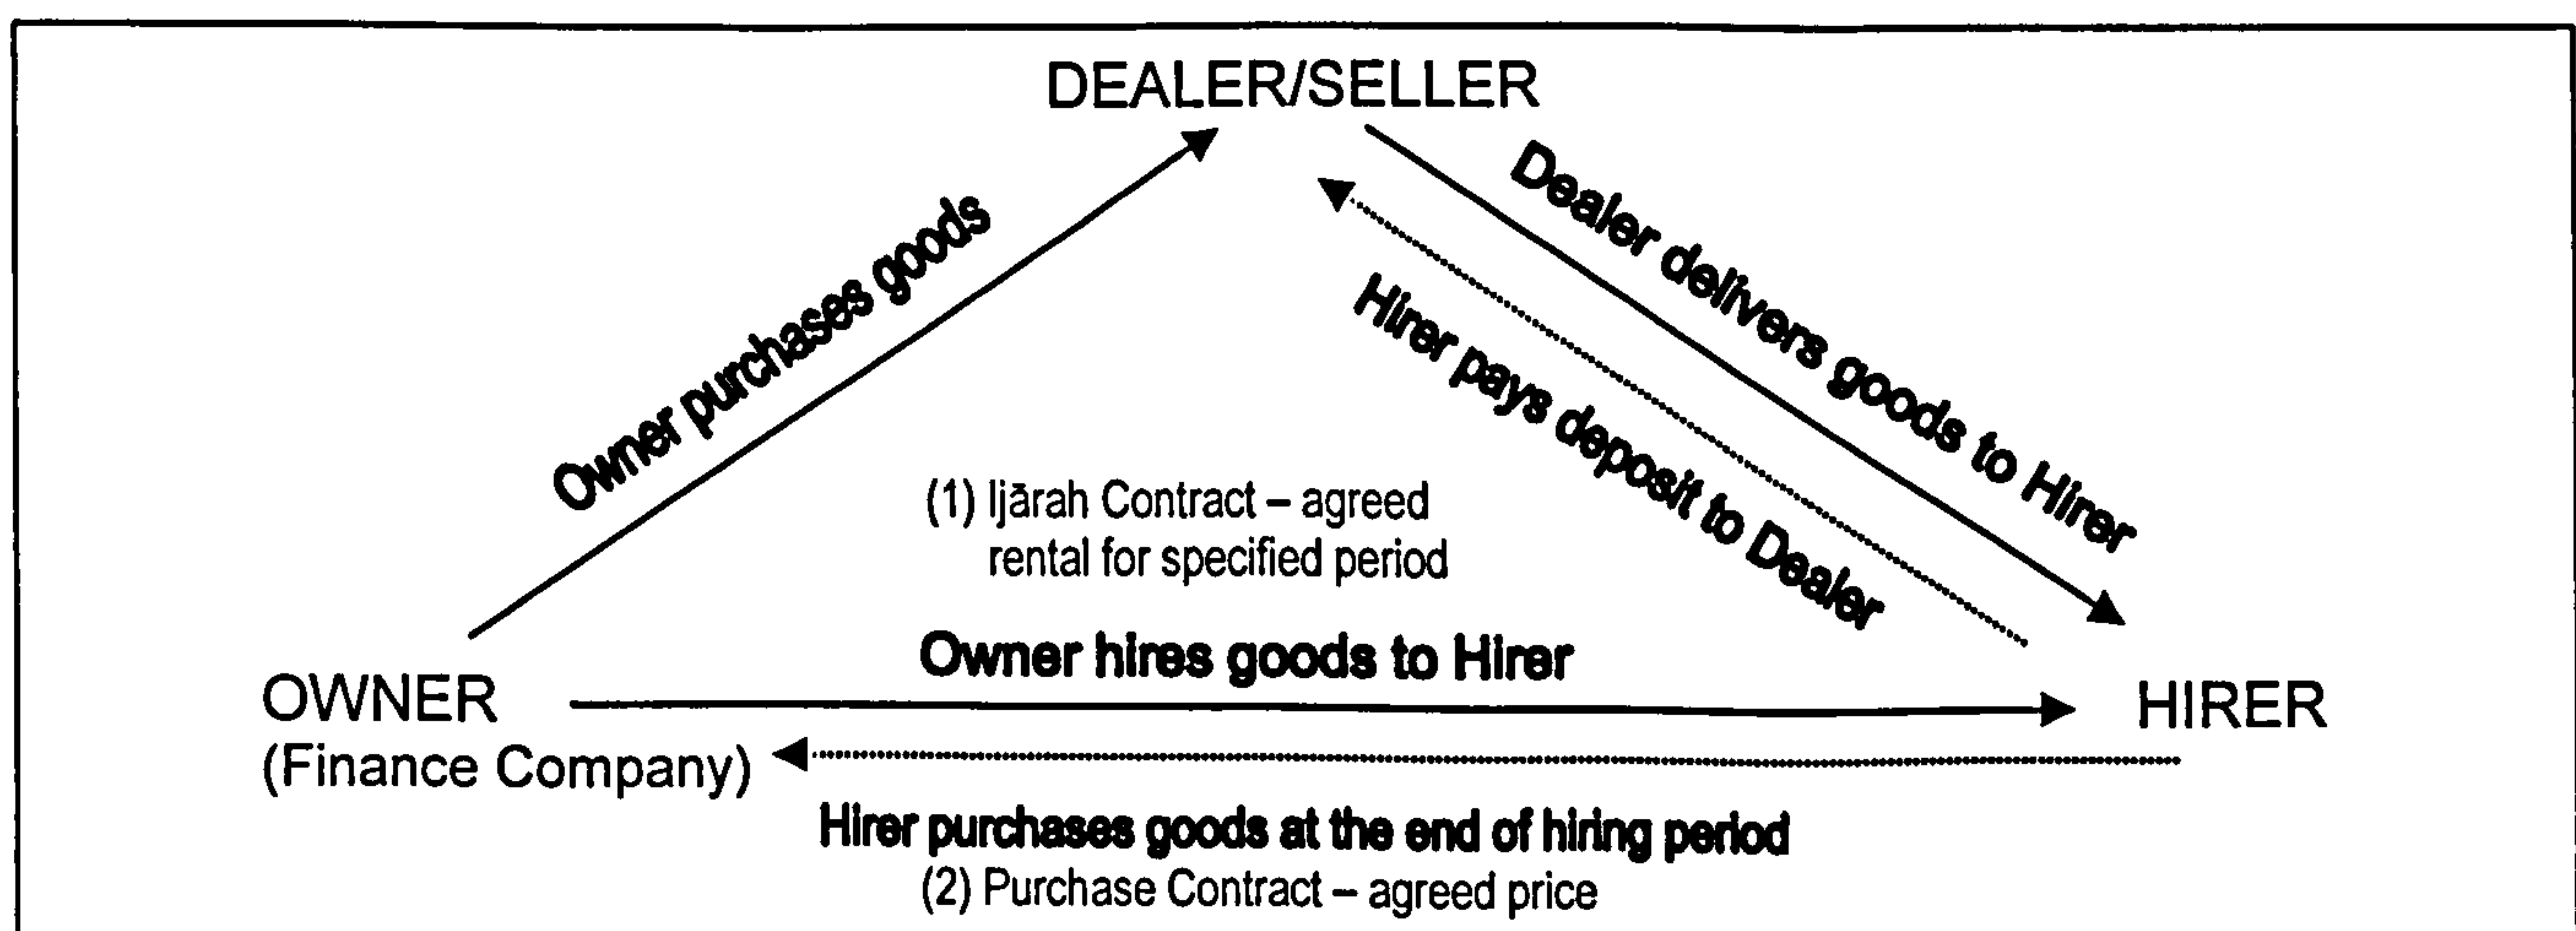 DEALER/SELLER
Owner purchases goods
Dealer delivers goods to Hirer
Hirer pays deposit to Dealer
(1) Ijārah Contract – agreed
rental for specified period
Owner hires goods to Hirer
OWNER
(Finance Company)
HIRER
Hirer purchases goods at the end of hiring period
(2) Purchase Contract – agreed price